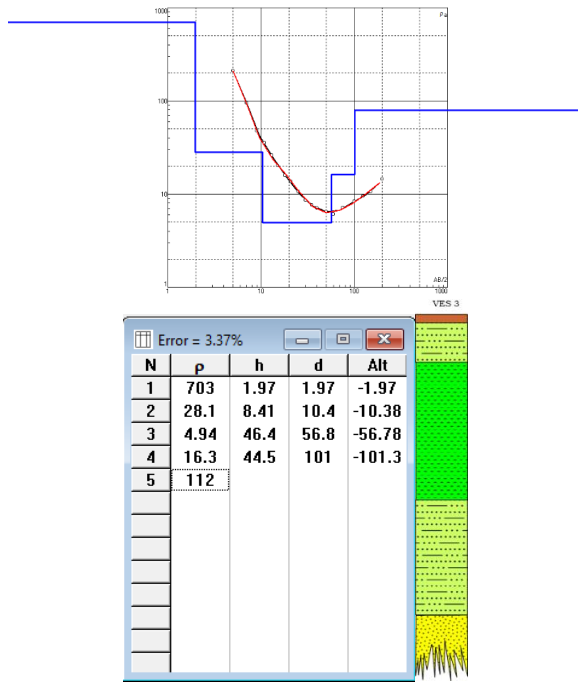 1000
Pa
100
10
1
AB/2
1 10 100 1000
VES 3
Error = 3.37%
N ρ h d Alt
1 703 1.97 1.97 -1.97
2 28.1 8.41 10.4 -10.38
3 4.94 46.4 56.8 -56.78
4 16.3 44.5 101 -101.3
5 112